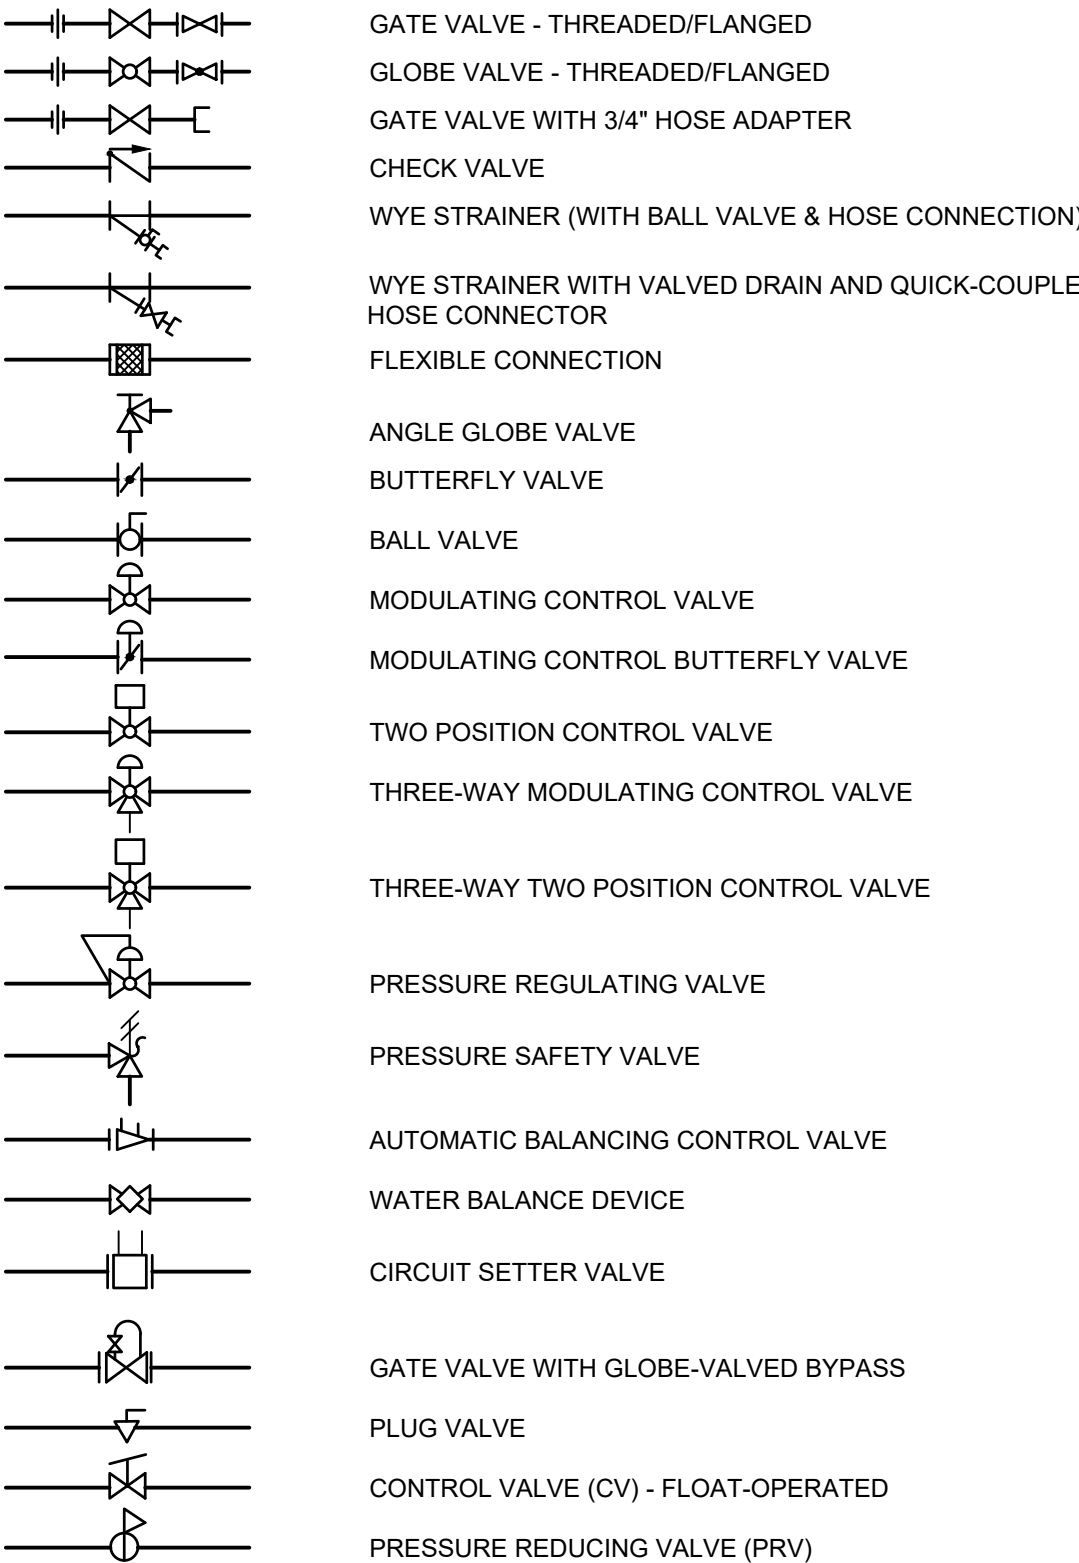 GATE VALVE - THREADED/FLANGED
GLOBE VALVE - THREADED/FLANGED
GATE VALVE WITH 3/4" HOSE ADAPTER
CHECK VALVE
WYE STRAINER (WITH BALL VALVE & HOSE CONNECTION)
WYE STRAINER WITH VALVED DRAIN AND QUICK-COUPLE
HOSE CONNECTOR
FLEXIBLE CONNECTION
ANGLE GLOBE VALVE
BUTTERFLY VALVE
BALL VALVE
MODULATING CONTROL VALVE
MODULATING CONTROL BUTTERFLY VALVE
TWO POSITION CONTROL VALVE
THREE-WAY MODULATING CONTROL VALVE
THREE-WAY TWO POSITION CONTROL VALVE
PRESSURE REGULATING VALVE
PRESSURE SAFETY VALVE
AUTOMATIC BALANCING CONTROL VALVE
WATER BALANCE DEVICE
CIRCUIT SETTER VALVE
GATE VALVE WITH GLOBE-VALVED BYPASS
PLUG VALVE
CONTROL VALVE (CV) - FLOAT-OPERATED
PRESSURE REDUCING VALVE (PRV)